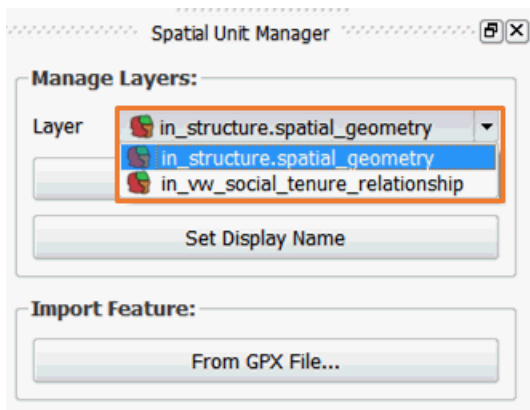 Spatial Unit Manager
Manage Layers:
Layer in_structure.spatial_geometry
in_structure.spatial_geometry
in_vw_social_tenure_relationship
Set Display Name
Import Feature:
From GPX File...